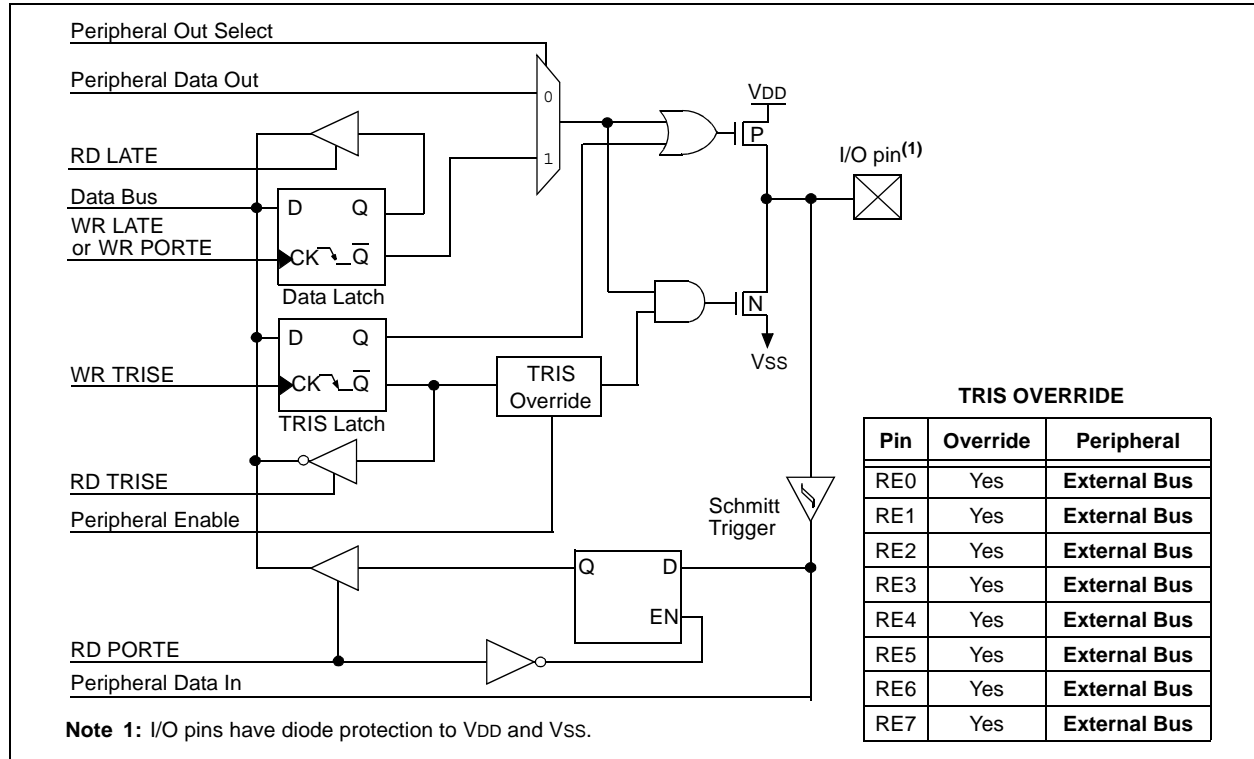 Peripheral Out Select
Peripheral Data Out
0
VDD
P
RD LATE
1
I/O pin(1)
Data Bus
D Q
WR LATE
or WR PORTE
CK Q
Data Latch
N
D Q
VSS
WR TRISE
CK Q
TRIS
Override
TRIS Latch
RD TRISE
Schmitt
Trigger
Peripheral Enable
Q D
EN
RD PORTE
Peripheral Data In
Note 1: I/O pins have diode protection to VDD and VSS.
TRIS OVERRIDE
Pin Override Peripheral
RE0 Yes External Bus
RE1 Yes External Bus
RE2 Yes External Bus
RE3 Yes External Bus
RE4 Yes External Bus
RE5 Yes External Bus
RE6 Yes External Bus
RE7 Yes External Bus